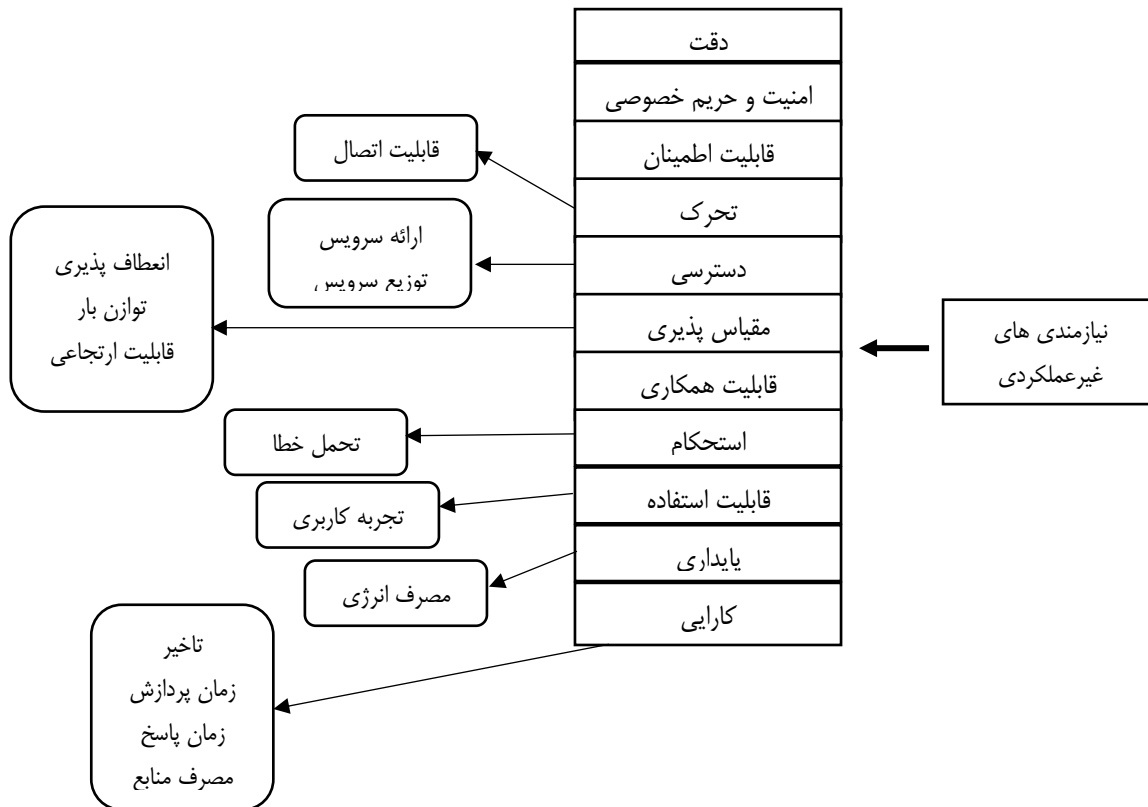 دقت
امنیت و حریم خصوصی
قابلیت اطمینان
تحرک
دسترسی
مقیاس پذیری
قابلیت همکاری
استحکام
قابلیت استفاده
پایداری
کارایی
نیازمندی های
غیرعملکردی
قابلیت اتصال
ارائه سرویس
توزیع سرویس
انعطاف پذیری
توازن بار
قابلیت ارتجاعی
تحمل خطا
تجربه کاربری
مصرف انرژی
تاخیر
زمان پردازش
زمان پاسخ
مصرف منابع